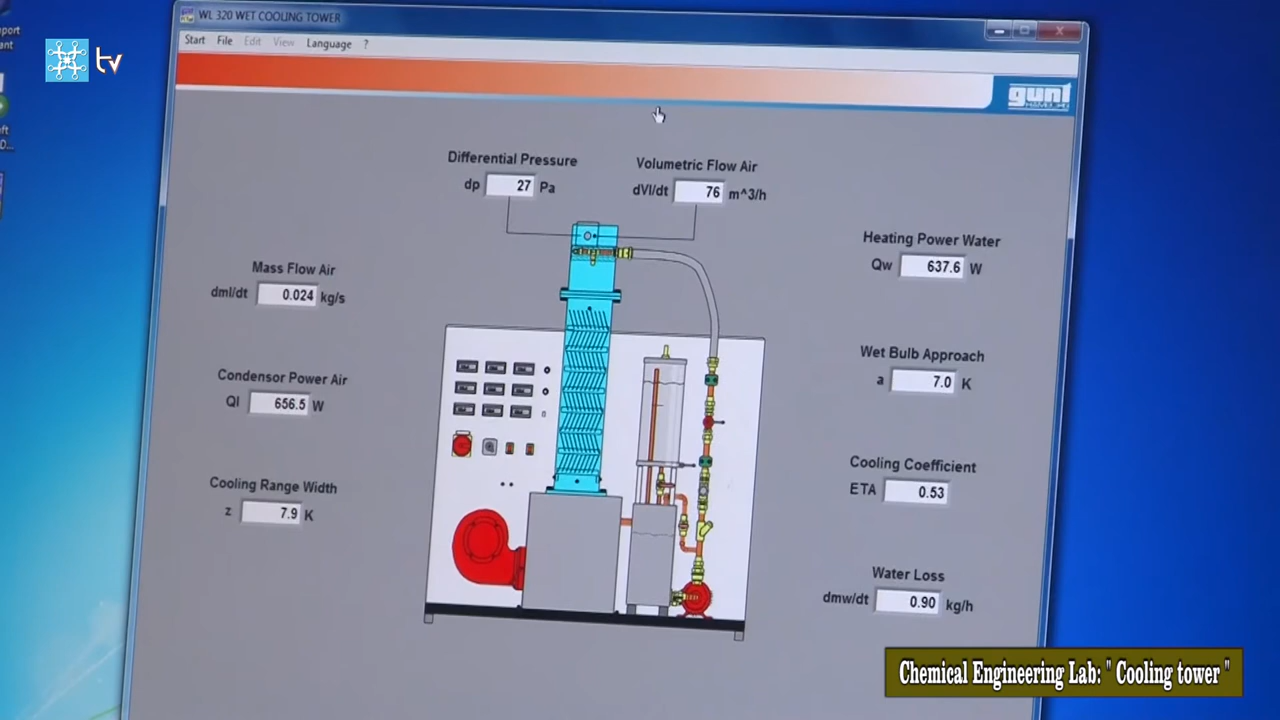 WL 320 WET COOLING TOWER
Start File Edit View Language ?
tv
gunt
HAMBURG
Differential Pressure
dp 27 Pa
Volumetric Flow Air
dVl/dt 76 m^3/h
Heating Power Water
Qw 637.6 W
Mass Flow Air
dml/dt 0.024 kg/s
Wet Bulb Approach
a 7.0 K
Condensor Power Air
Ql 656.5 W
Cooling Coefficient
ETA 0.53
Cooling Range Width
z 7.9 K
Water Loss
dmw/dt 0.90 kg/h
Chemical Engineering Lab: " Cooling tower "